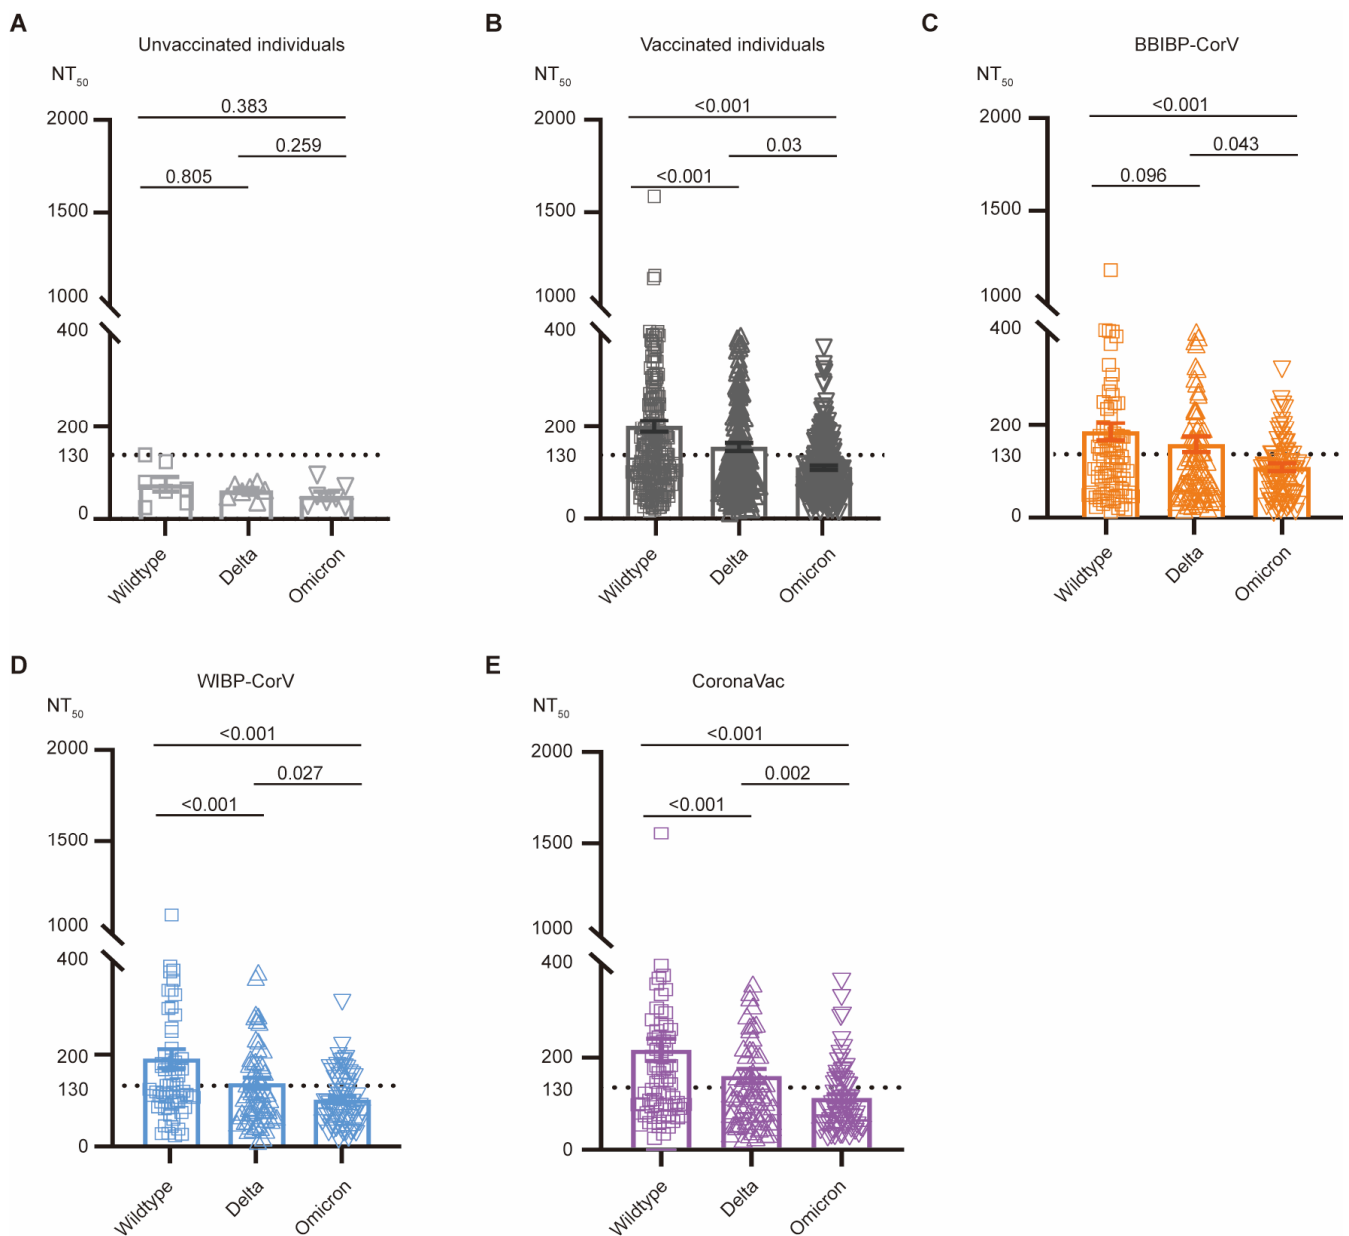 A
Unvaccinated individuals
NT50
0.383
0.259
0.805
2000
1500
1000
400
200
130
0
Wildtype
Delta
Omicron
B
Vaccinated individuals
NT50
<0.001
0.03
<0.001
2000
1500
1000
400
200
130
0
Wildtype
Delta
Omicron
C
BBIBP-CorV
NT50
<0.001
0.043
0.096
2000
1500
1000
400
200
130
0
Wildtype
Delta
Omicron
D
WIBP-CorV
NT50
<0.001
0.027
<0.001
2000
1500
1000
400
200
130
0
Wildtype
Delta
Omicron
E
CoronaVac
NT50
<0.001
0.002
<0.001
2000
1500
1000
400
200
130
0
Wildtype
Delta
Omicron